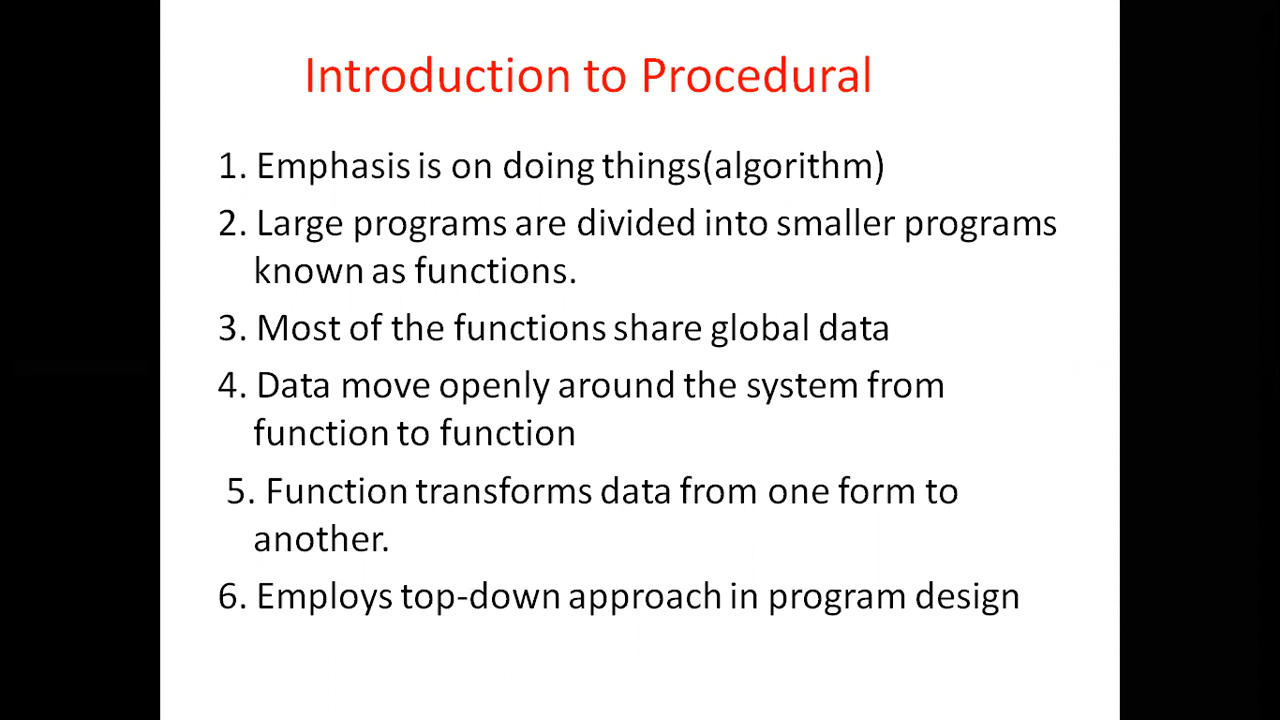 Introduction to Procedural
1. Emphasis is on doing things(algorithm)
2. Large programs are divided into smaller programs
known as functions.
3. Most of the functions share global data
4. Data move openly around the system from
function to function
5. Function transforms data from one form to
another.
6. Employs top-down approach in program design